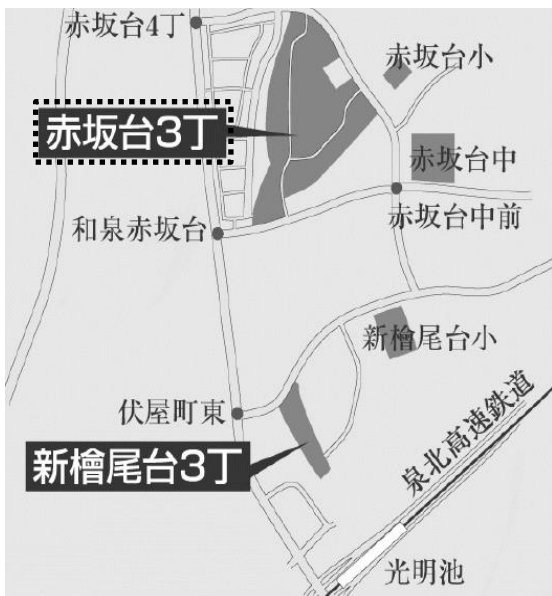 赤坂台4丁
赤坂台小
赤坂台3丁
赤坂台中
赤坂台中前
和泉赤坂台
新檜尾台小
伏屋町東
新檜尾台3丁
泉北高速鉄道
光明池